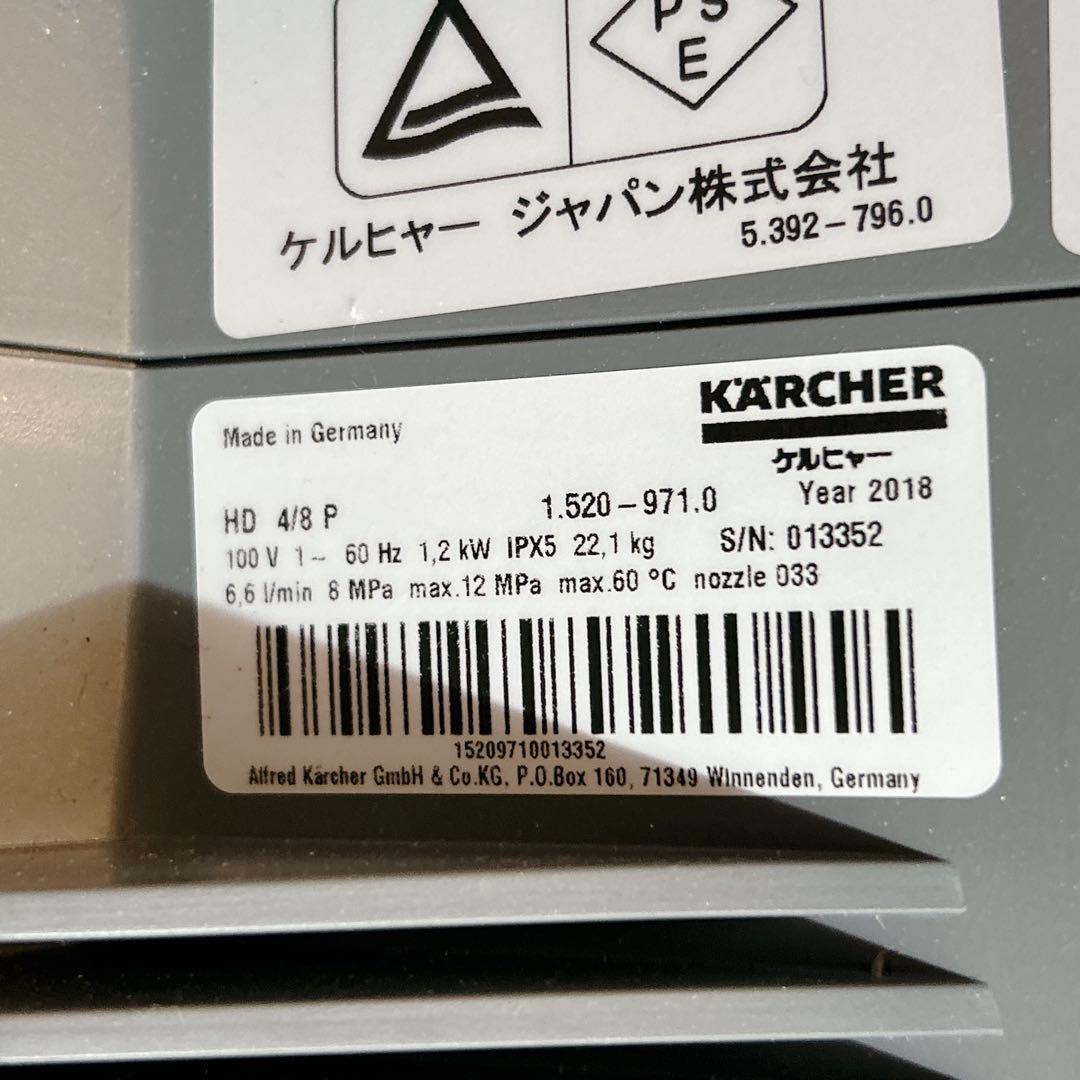 PS
E
ケルヒャー ジャパン株式会社
5.392-796.0
KÄRCHER
Made in Germany
ケルヒャー
HD 4/8 P 1.520-971.0 Year 2018
100 V 1~ 60 Hz 1,2 kW IPX5 22,1 kg S/N: 013352
6,6 l/min 8 MPa max.12 MPa max.60 °C nozzle 033
15209710013352
Alfred Kärcher GmbH & Co.KG, P.O.Box 160, 71349 Winnenden, Germany